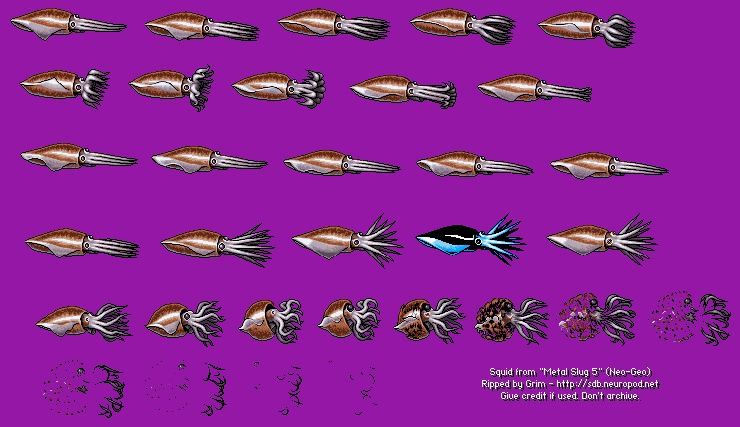 Squid from "Metal Slug 5" (Neo-Geo)
Ripped by Grim - http://sdb.neuropod.net
Give credit if used. Don't archive.